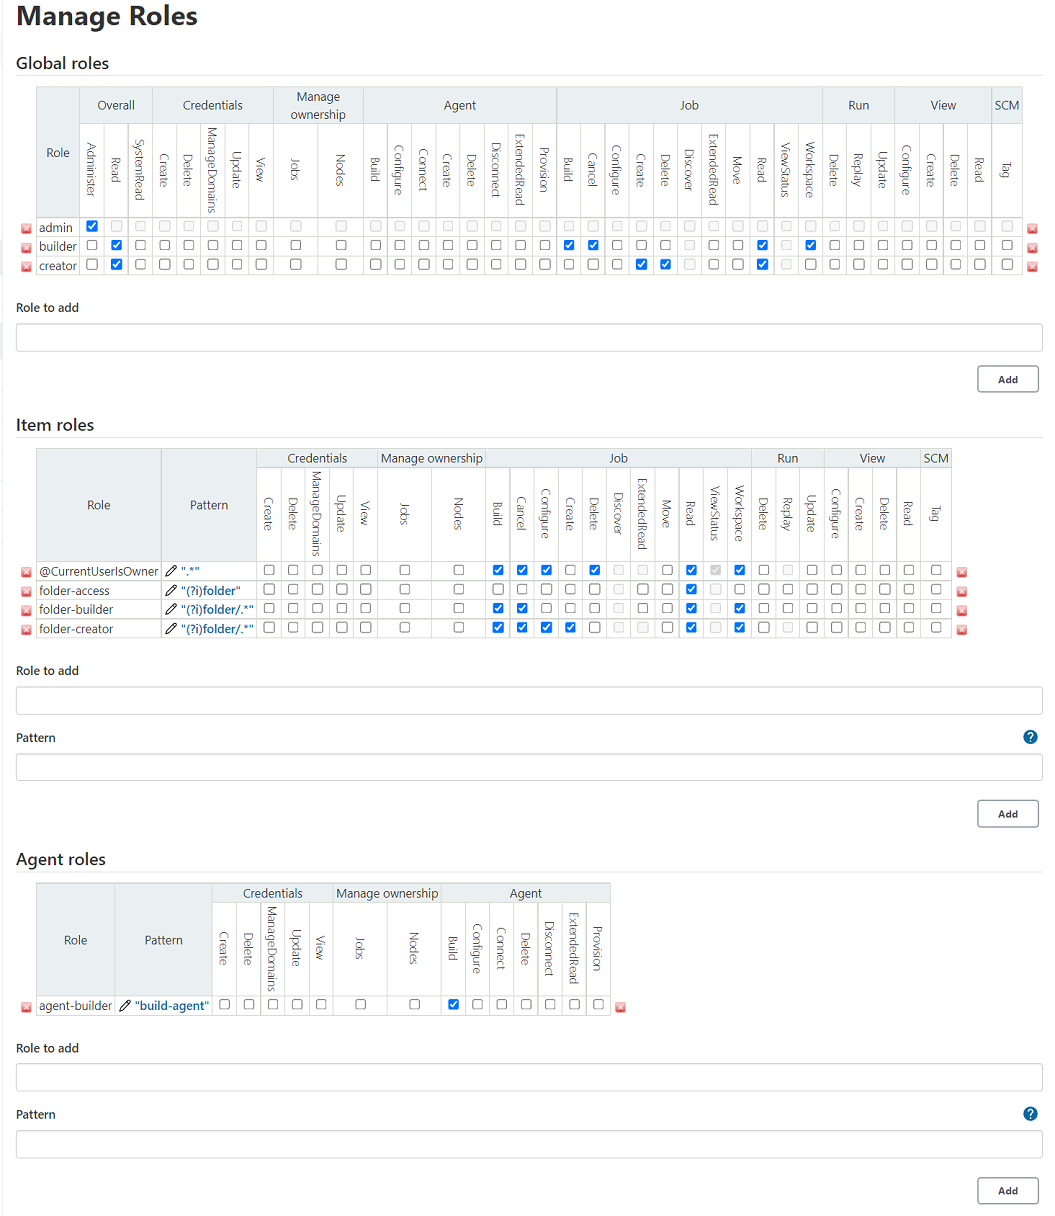 Manage Roles
Global roles
Role Overall Credentials Manage ownership Agent Job Run View SCM
Administer Read SystemRead Create Delete ManageDomains Update View Jobs Nodes Build Configure Connect Create Delete Disconnect ExtendedRead Provision Build Cancel Configure Create Delete Discover ExtendedRead Move Read ViewStatus Workspace Delete Replay Update Configure Create Delete Read Tag
admin
builder
creator
Role to add
Add
Item roles
Role Pattern Credentials Manage ownership Job Run View SCM
Create Delete ManageDomains Update View Jobs Nodes Build Cancel Configure Create Delete Discover ExtendedRead Move Read ViewStatus Workspace Delete Replay Update Configure Create Delete Read Tag
@CurrentUserIsOwner ".*"
folder-access "(?i)folder"
folder-builder "(?i)folder/.*"
folder-creator "(?i)folder/.*"
Role to add
Pattern ?
Add
Agent roles
Role Pattern Credentials Manage ownership Agent
Create Delete ManageDomains Update View Jobs Nodes Build Configure Connect Delete Disconnect ExtendedRead Provision
agent-builder "build-agent"
Role to add
Pattern ?
Add